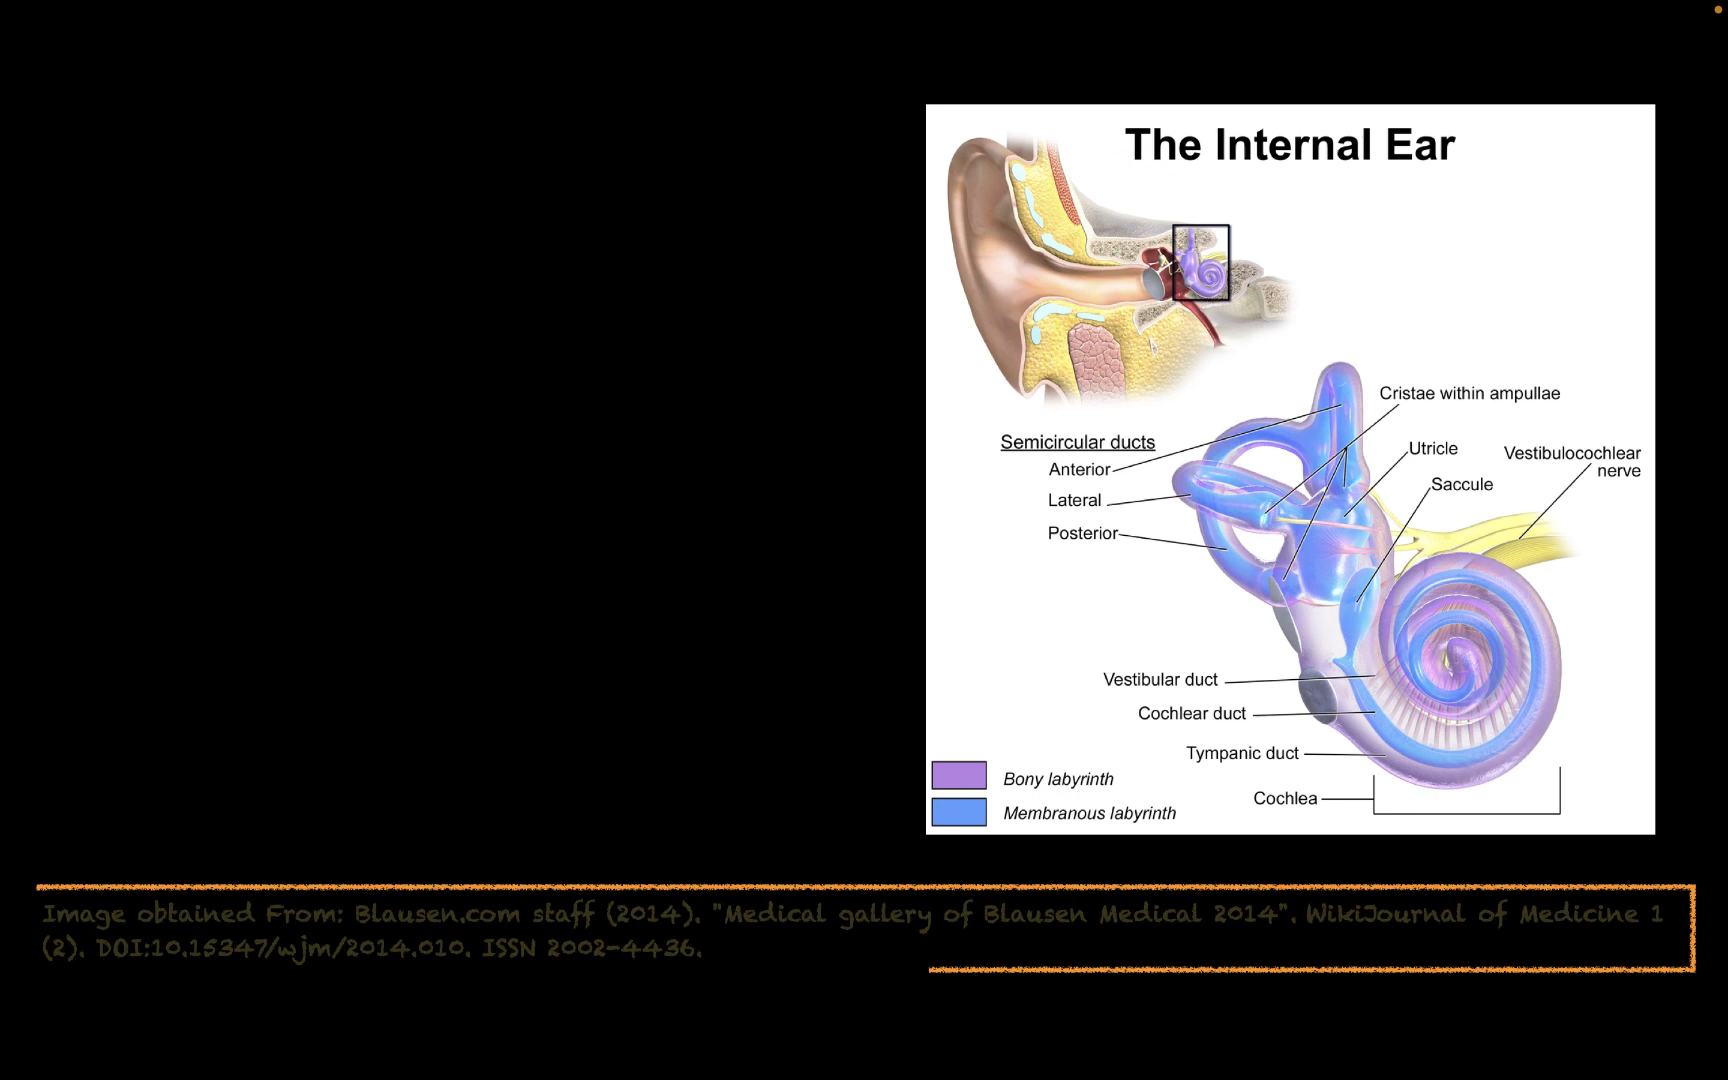 The Internal Ear
Cristae within ampullae
Semicircular ducts
Anterior
Lateral
Posterior
Utricle
Saccule
Vestibulocochlear
nerve
Vestibular duct
Cochlear duct
Tympanic duct
Cochlea
Bony labyrinth
Membranous labyrinth
Image obtained From: Blausen.com staff (2014). "Medical gallery of Blausen Medical 2014". WikiJournal of Medicine 1
(2). DOI:10.15347/wjm/2014.010. ISSN 2002-4436.